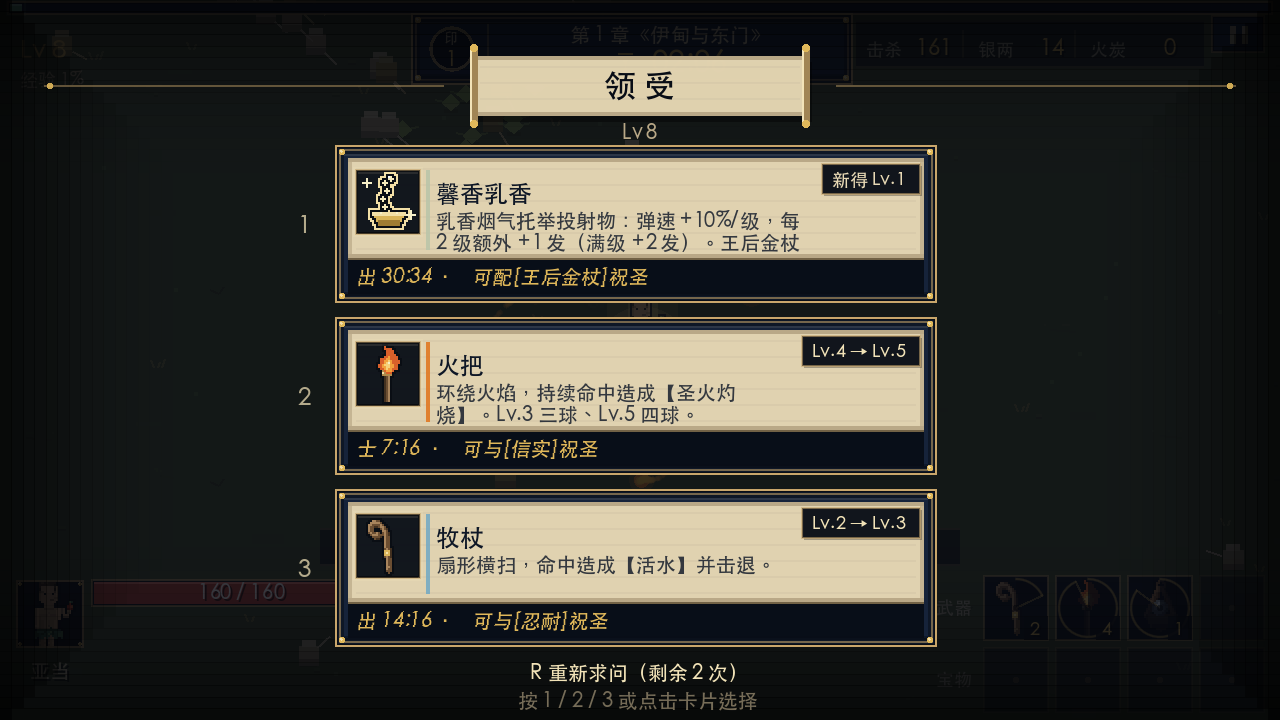 Lv 8
经验 1%
印
1
第 1 章《伊甸与东门》
击杀 161
银两 14
火炭 0
领受
Lv8
1
馨香乳香
新得 Lv.1
乳香烟气托举投射物：弹速 +10%/级，每
2 级额外 +1 发（满级 +2 发）。王后金杖
出 30:34 · 可配[王后金杖]祝圣
2
火把
Lv.4→Lv.5
环绕火焰，持续命中造成【圣火灼
烧】。Lv.3 三球、Lv.5 四球。
士 7:16 · 可与[信实]祝圣
3
牧杖
Lv.2→Lv.3
扇形横扫，命中造成【活水】并击退。
出 14:16 · 可与[忍耐]祝圣
160 / 160
亚当
武器
2
4
1
宝物
R 重新求问（剩余 2 次）
按 1 / 2 / 3 或点击卡片选择